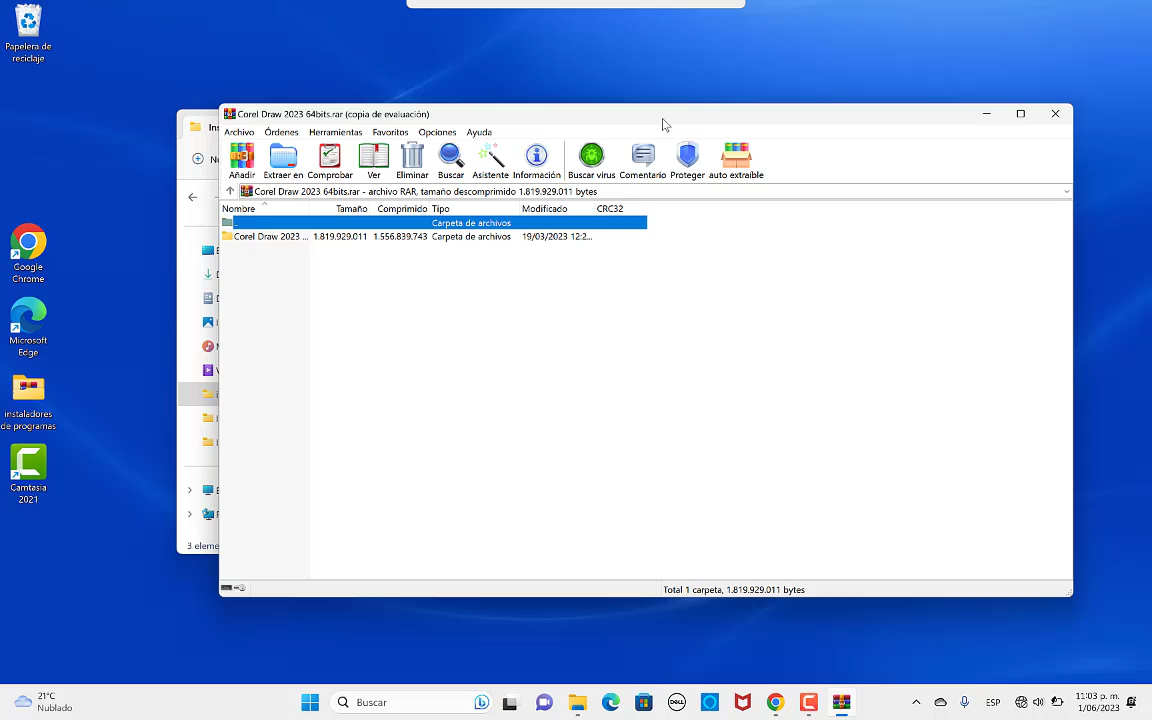 Papelera de
reciclaje
Google
Chrome
Microsoft
Edge
instaladores
de programas
Camtasia
2021
3 eleme
Corel Draw 2023 64bits.rar (copia de evaluación)
Archivo Órdenes Herramientas Favoritos Opciones Ayuda
Añadir Extraer en Comprobar Ver Eliminar Buscar Asistente Información Buscar virus Comentario Proteger auto extraíble
Corel Draw 2023 64bits.rar - archivo RAR, tamaño descomprimido 1.819.929.011 bytes
Nombre Tamaño Comprimido Tipo Modificado CRC32
Carpeta de archivos
Corel Draw 2023 ... 1.819.929.011 1.556.839.743 Carpeta de archivos 19/03/2023 12:2...
Total 1 carpeta, 1.819.929.011 bytes
21°C
Nublado
Buscar
DELL
ESP
11:03 p. m.
1/06/2023